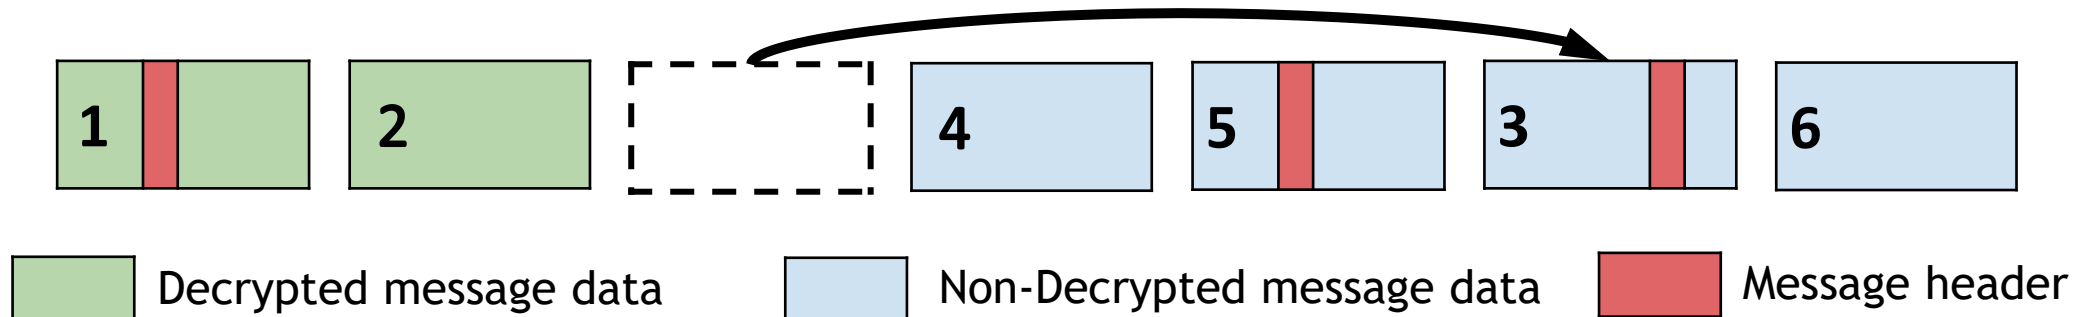 1 2 4 5 3 6
Decrypted message data Non-Decrypted message data Message header